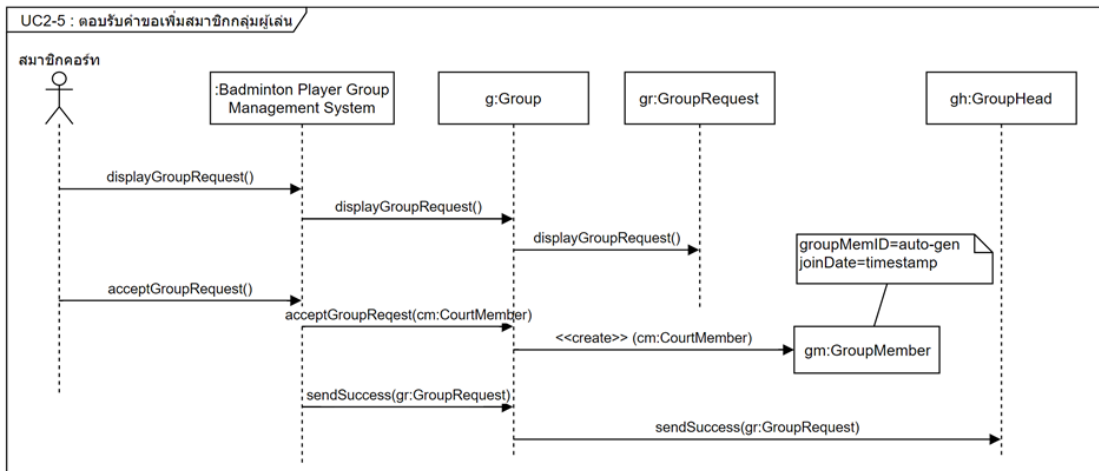 UC2-5 : ตอบรับคำขอเพิ่มสมาชิกกลุ่มผู้เล่น
สมาชิกคอร์ท
:Badminton Player Group
Management System
g:Group
gr:GroupRequest
gh:GroupHead
displayGroupRequest()
displayGroupRequest()
displayGroupRequest()
groupMemID=auto-gen
joinDate=timestamp
acceptGroupRequest()
acceptGroupReqest(cm:CourtMember)
<<create>> (cm:CourtMember)
gm:GroupMember
sendSuccess(gr:GroupRequest)
sendSuccess(gr:GroupRequest)